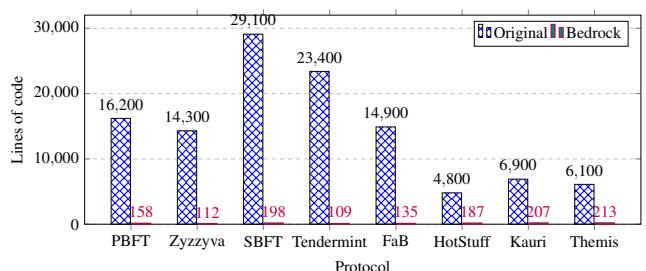 29,100
30,000
Original Bedrock
23,400
20,000
16,200
14,300
14,900
10,000
6,900
6,100
4,800
158 112 198 109 135 187 207 213
0
PBFT Zyzzyva SBFT Tendermint FaB HotStuff Kauri Themis
Protocol
Lines of code